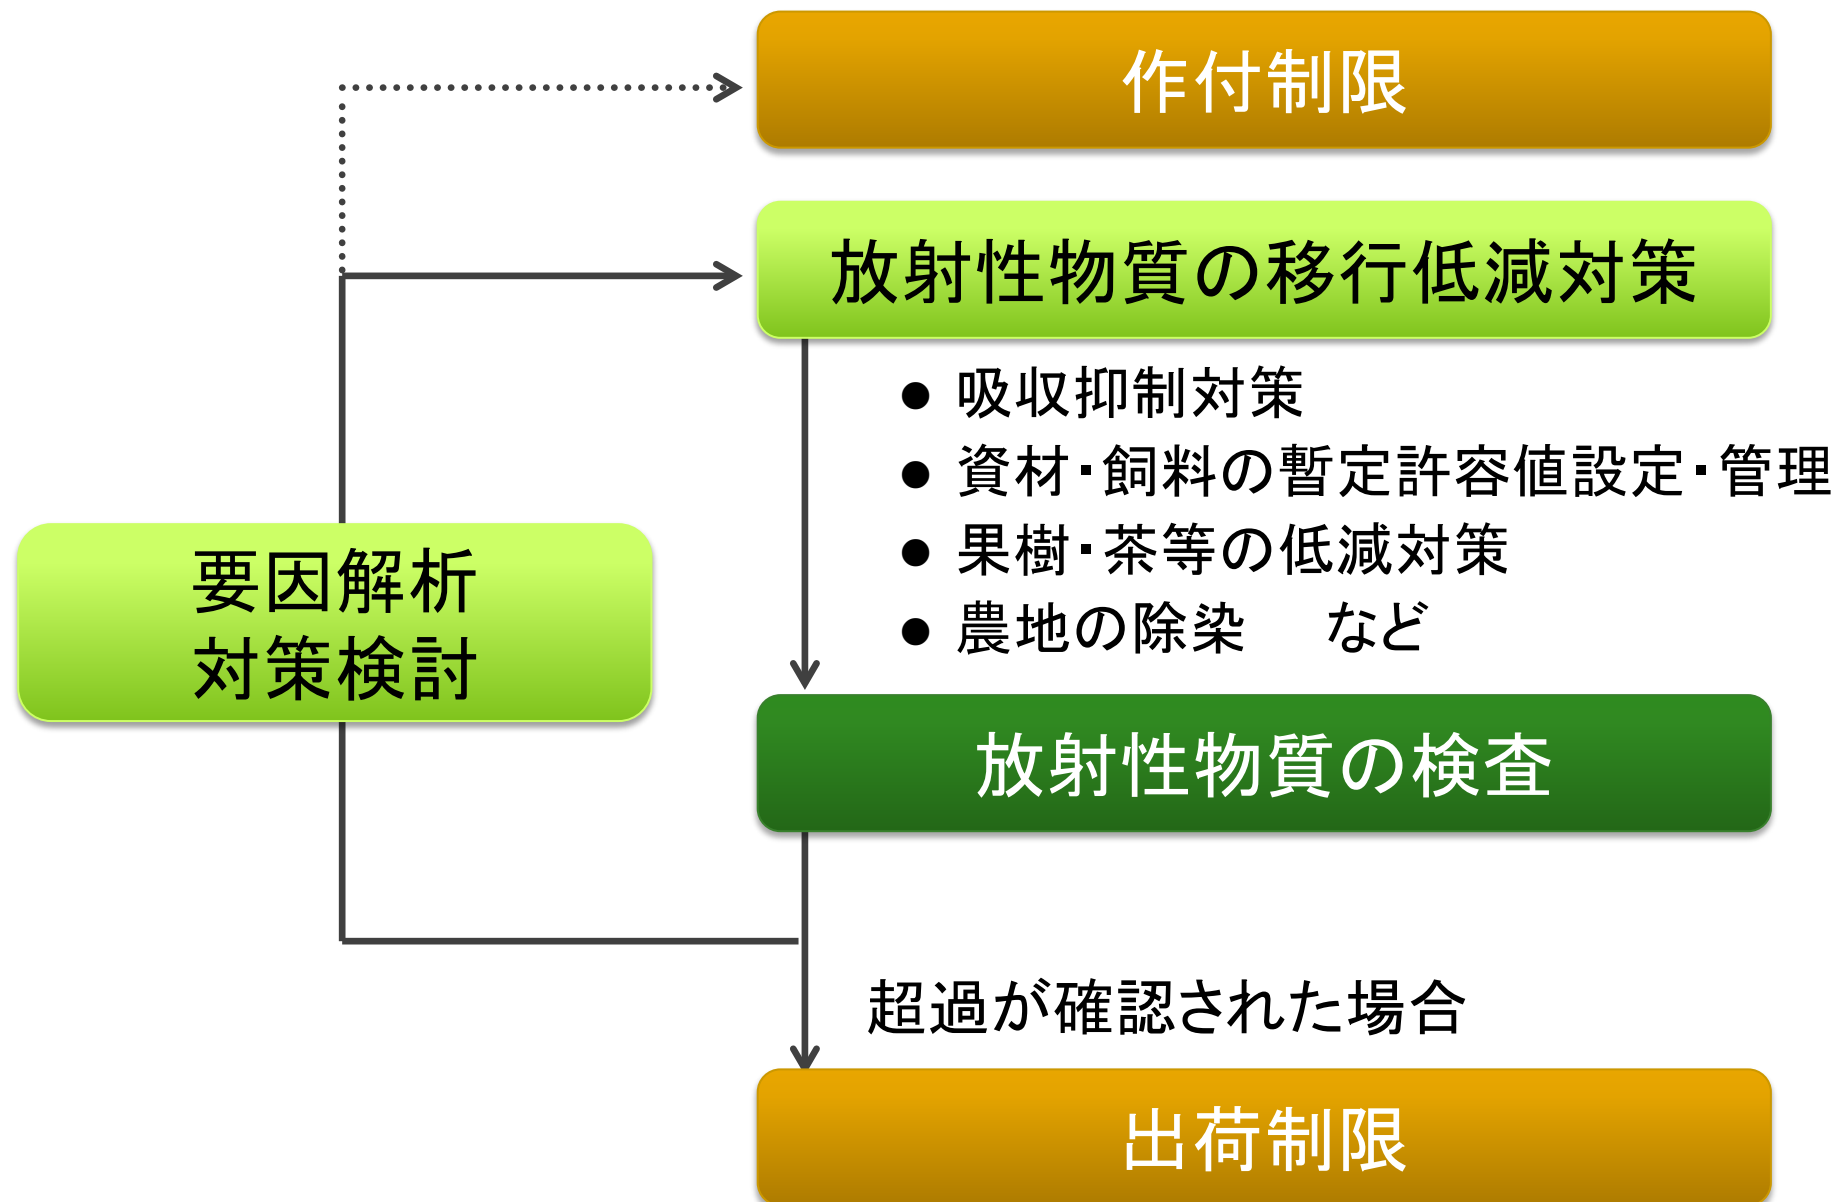 作付制限
放射性物質の移行低減対策
● 吸収抑制対策
● 資材・飼料の暫定許容値設定・管理
● 果樹・茶等の低減対策
● 農地の除染　など
要因解析
対策検討
放射性物質の検査
超過が確認された場合
出荷制限